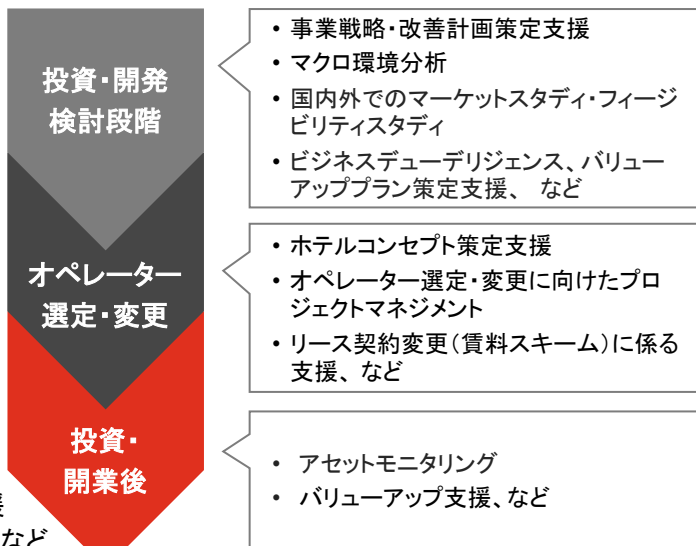 投資・開発
検討段階
• 事業戦略・改善計画策定支援
• マクロ環境分析
• 国内外でのマーケットスタディ・フィージ
ビリティスタディ
• ビジネスデューデリジェンス、バリュー
アッププラン策定支援、 など
オペレーター
選定・変更
• ホテルコンセプト策定支援
• オペレーター選定・変更に向けたプロ
ジェクトマネジメント
• リース契約変更（賃料スキーム）に係る
支援、など
投資・
開業後
• アセットモニタリング
• バリューアップ支援、など
援
など